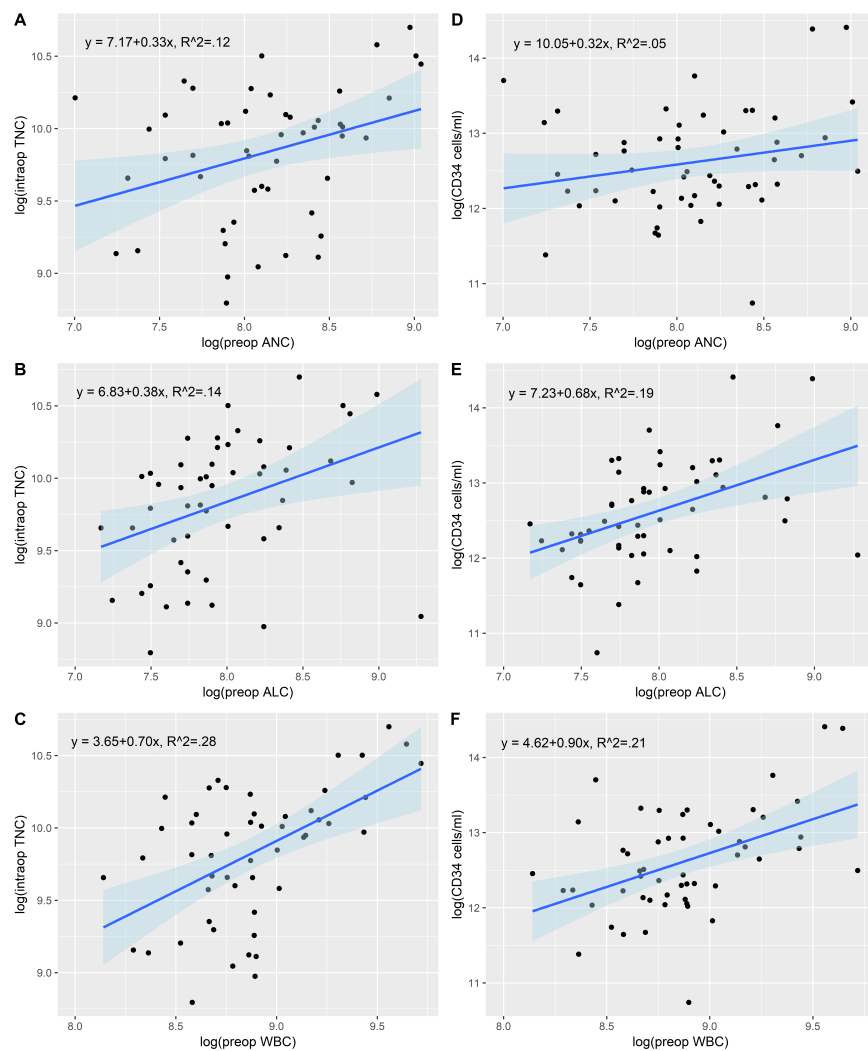 A
y = 7.17+0.33x, R^2=.12
log(intraop TNC)
10.5
10.0
9.5
9.0
7.0 7.5 8.0 8.5 9.0
log(preop ANC)
D
y = 10.05+0.32x, R^2=.05
log(CD34 cells/ml)
14
13
12
11
7.0 7.5 8.0 8.5 9.0
log(preop ANC)
B
y = 6.83+0.38x, R^2=.14
log(intraop TNC)
10.5
10.0
9.5
9.0
7.5 8.0 8.5 9.0
log(preop ALC)
E
y = 7.23+0.68x, R^2=.19
log(CD34 cells/ml)
14
13
12
11
7.5 8.0 8.5 9.0
log(preop ALC)
C
y = 3.65+0.70x, R^2=.28
log(intraop TNC)
10.5
10.0
9.5
9.0
8.0 8.5 9.0 9.5
log(preop WBC)
F
y = 4.62+0.90x, R^2=.21
log(CD34 cells/ml)
14
13
12
11
8.0 8.5 9.0 9.5
log(preop WBC)